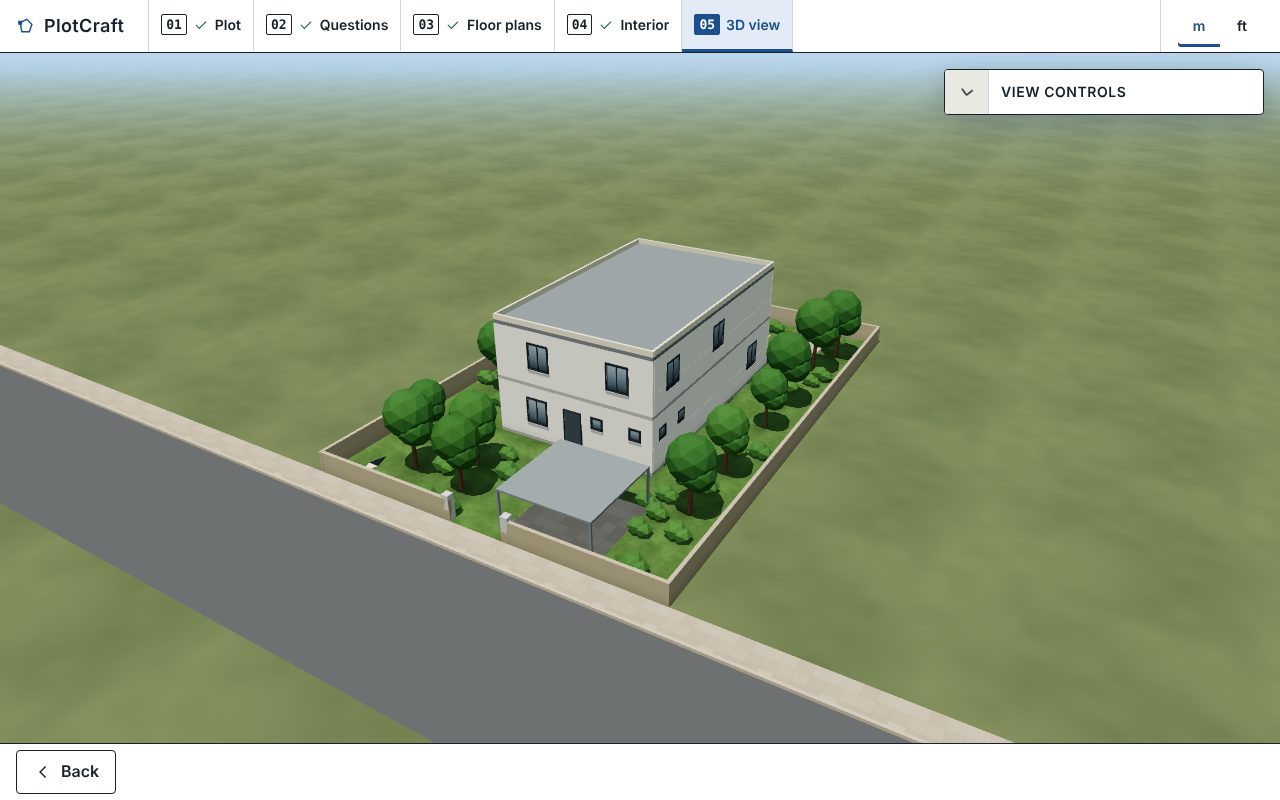 PlotCraft
01 Plot
02 Questions
03 Floor plans
04 Interior
05 3D view
m
ft
VIEW CONTROLS
Back